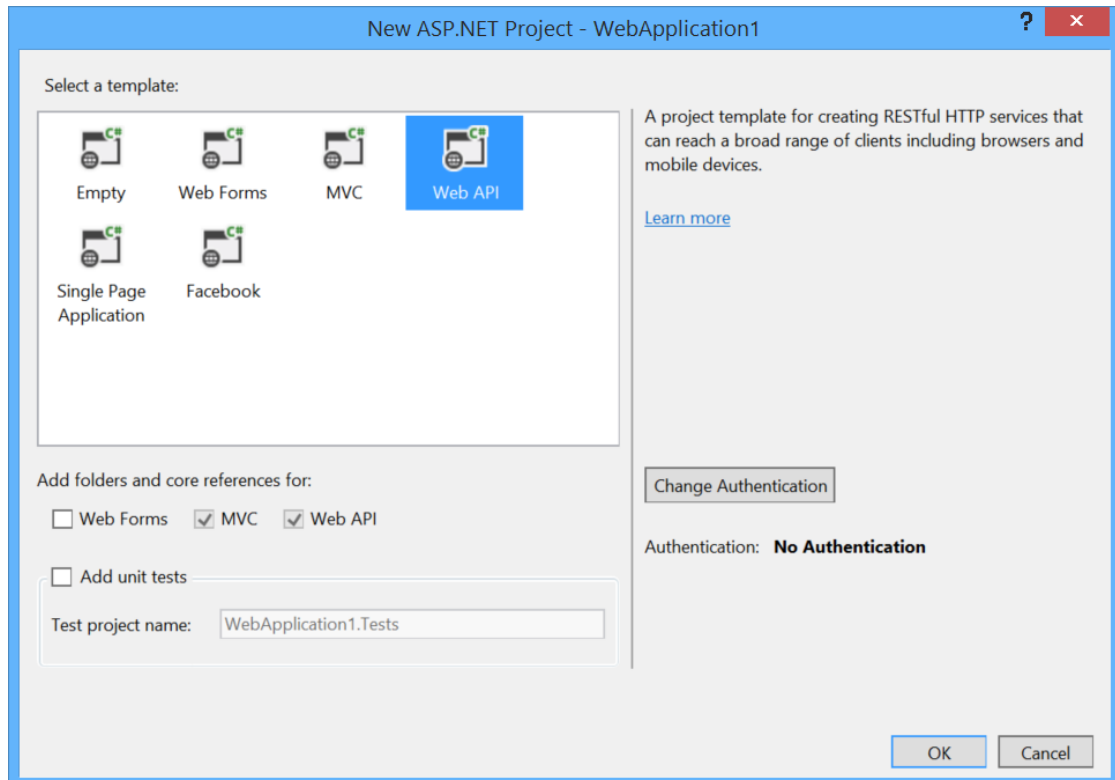 New ASP.NET Project - WebApplication1
?
Select a template:
C# C# C# C#
Empty Web Forms MVC Web API
C# C#
Single Page Facebook
Application
A project template for creating RESTful HTTP services that
can reach a broad range of clients including browsers and
mobile devices.
Learn more
Add folders and core references for:
Web Forms MVC Web API
Add unit tests
Test project name: WebApplication1.Tests
Change Authentication
Authentication: No Authentication
OK Cancel